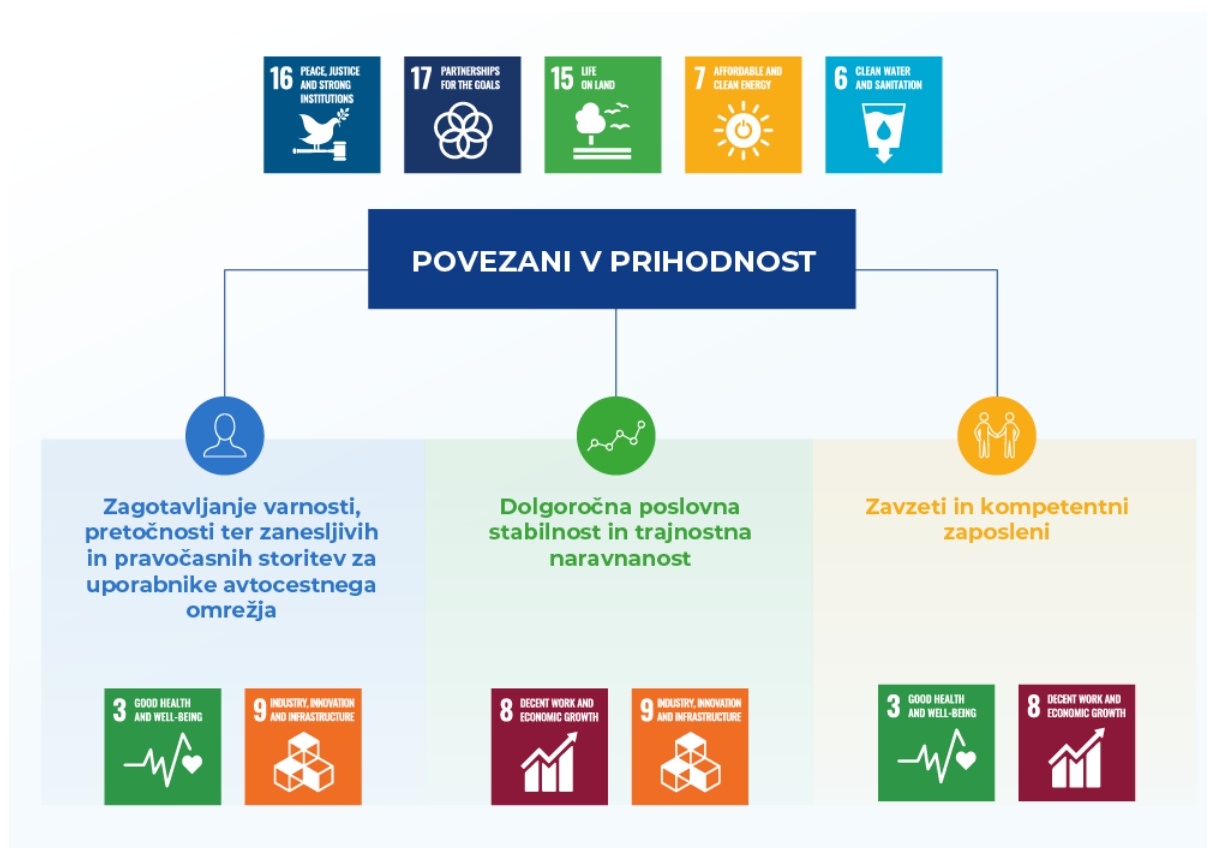 16 PEACE, JUSTICE
AND STRONG
INSTITUTIONS
17 PARTNERSHIPS
FOR THE GOALS
15 LIFE
ON LAND
7 AFFORDABLE AND
CLEAN ENERGY
6 CLEAN WATER
AND SANITATION
POVEZANI V PRIHODNOST
Zagotavljanje varnosti,
pretočnosti ter zanesljivih
in pravočasnih storitev za
uporabnike avtocestnega
omrežja
Dolgoročna poslovna
stabilnost in trajnostna
naravnanost
Zavzeti in kompetentni
zaposleni
3 GOOD HEALTH
AND WELL-BEING
9 INDUSTRY, INNOVATION
AND INFRASTRUCTURE
8 DECENT WORK AND
ECONOMIC GROWTH
9 INDUSTRY, INNOVATION
AND INFRASTRUCTURE
3 GOOD HEALTH
AND WELL-BEING
8 DECENT WORK AND
ECONOMIC GROWTH